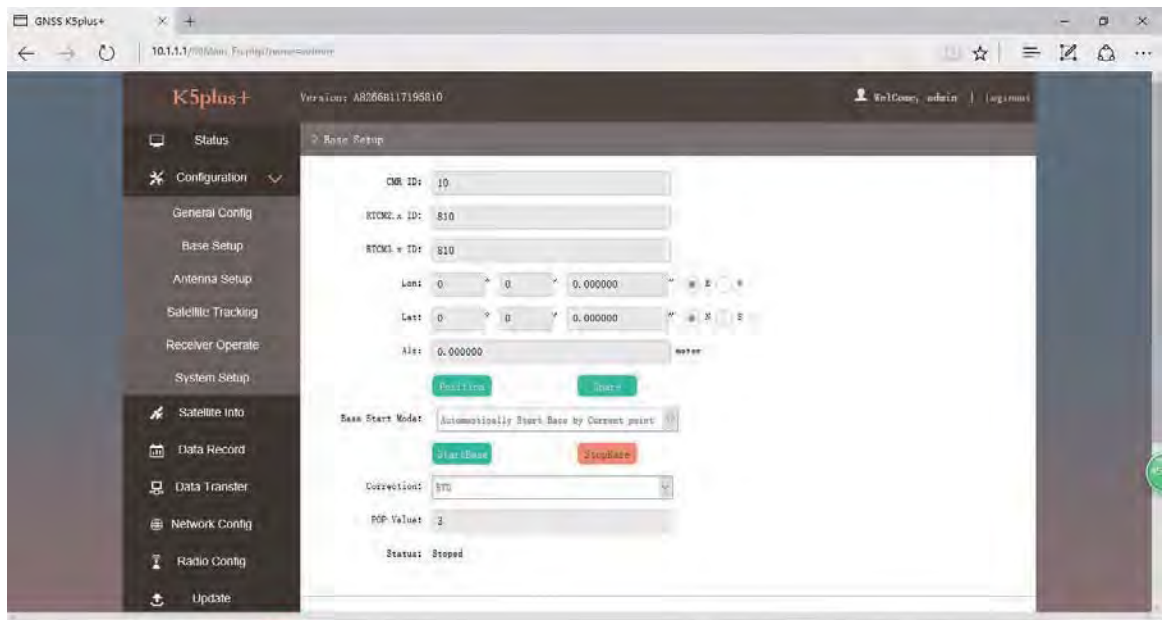 GNSS K5plus+
10.1.1.1/
K5plus+
Version: A82668117195810
WelCome, admin | Loginout
Status
> Base Setup
Configuration
General Config
Base Setup
Antenna Setup
Satellite Tracking
Receiver Operate
System Setup
Satellite Info
Data Record
Data Transfer
Network Config
Radio Config
Update
CMR ID: 10
RTCM2.x ID: 810
RTCM3.x ID: 810
Lon: 0 ° 0 ′ 0.000000 ″ E W
Lat: 0 ° 0 ′ 0.000000 ″ N S
Alt: 0.000000 meter
Position Share
Base Start Mode: Automatically Start Base by Current point
StartBase StopBase
Correction:
PDP Value: 3
Status: Stoped